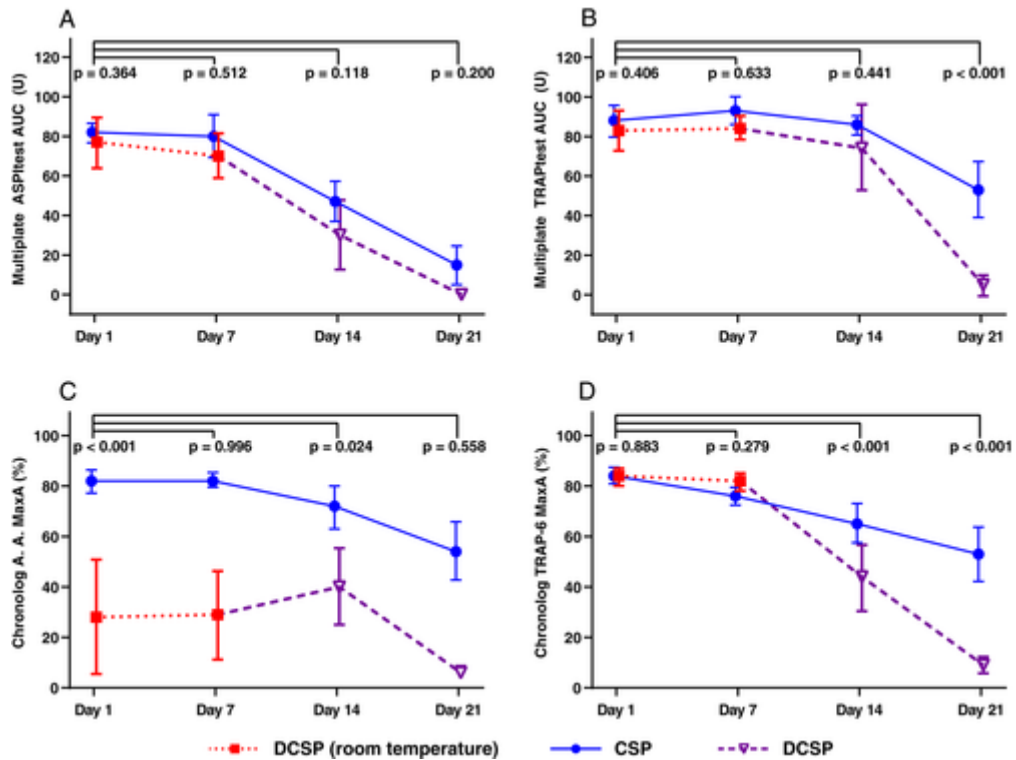 A
120
100
80
60
40
20
0
Multiplate ASPItest AUC (U)
p = 0.364 p = 0.512 p = 0.118 p = 0.200
Day 1 Day 7 Day 14 Day 21
B
120
100
80
60
40
20
0
Multiplate TRAPtest AUC (U)
p = 0.406 p = 0.633 p = 0.441 p < 0.001
Day 1 Day 7 Day 14 Day 21
C
100
80
60
40
20
0
Chronolog A. A. MaxA (%)
p < 0.001 p = 0.996 p = 0.024 p = 0.558
Day 1 Day 7 Day 14 Day 21
D
100
80
60
40
20
0
Chronolog TRAP-6 MaxA (%)
p = 0.883 p = 0.279 p < 0.001 p < 0.001
Day 1 Day 7 Day 14 Day 21
DCSP (room temperature) CSP DCSP